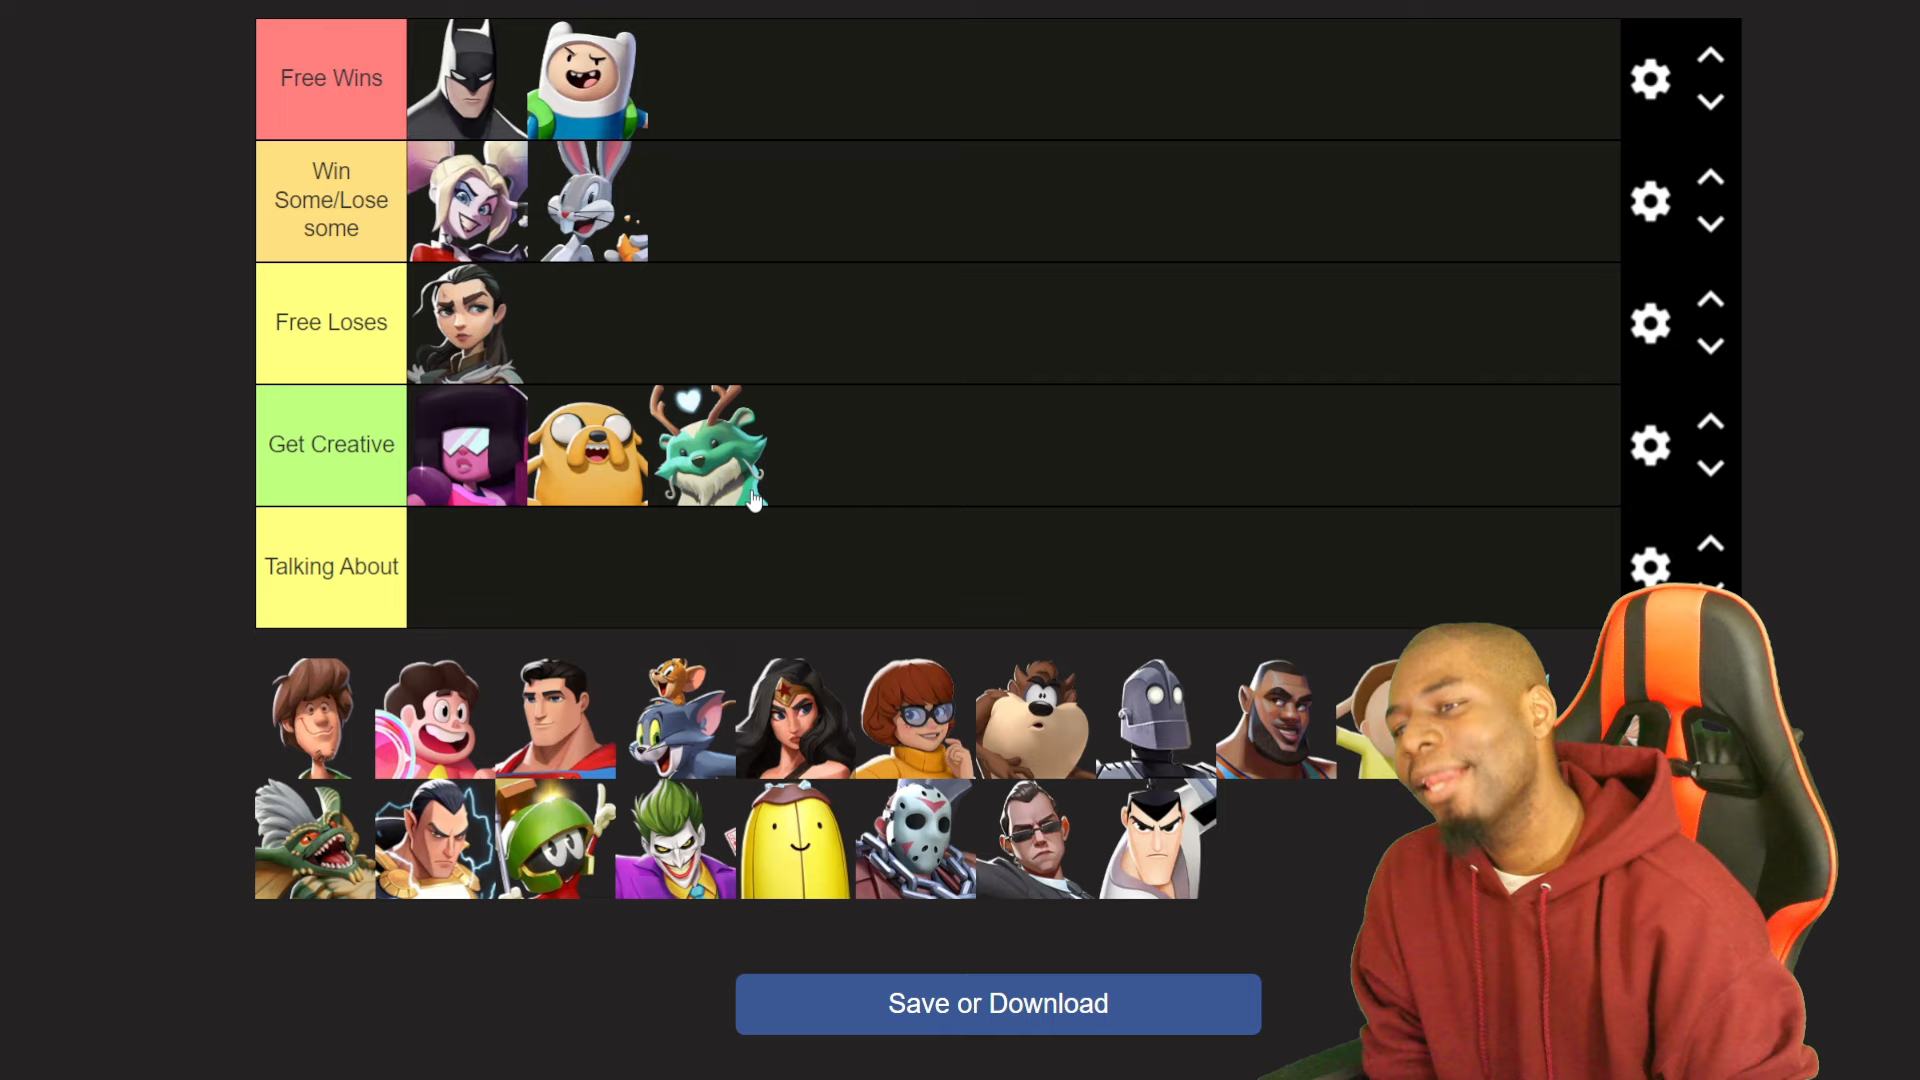 Free Wins
Win
Some/Lose
some
Free Loses
Get Creative
Talking About
Save or Download